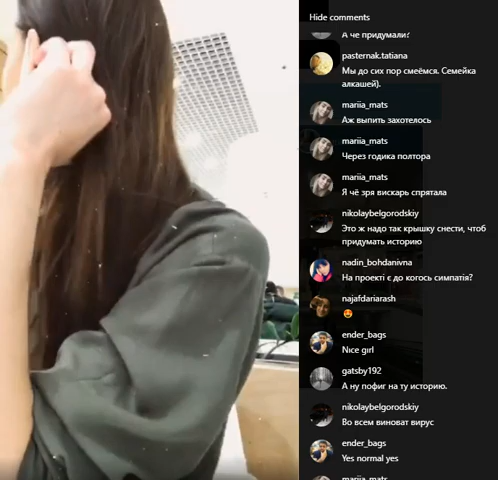 Hide comments
А че придумали?
pasternak.tatiana
Мы до сих пор смеёмся. Семейка
алкашей).
mariia_mats
Аж выпить захотелось
mariia_mats
Через годика полтора
mariia_mats
Я чё зря вискарь спрятала
nikolaybelgorodskiy
Это ж надо так крышку снести, чтоб
придумать историю
nadin_bohdanivna
На проекті є до когось симпатія?
najafdariarash
😍
ender_bags
Nıce gırl
gatsby192
А ну пофиг на ту историю.
nikolaybelgorodskiy
Во всем виноват вирус
ender_bags
Yes normal yes
mariia_mats